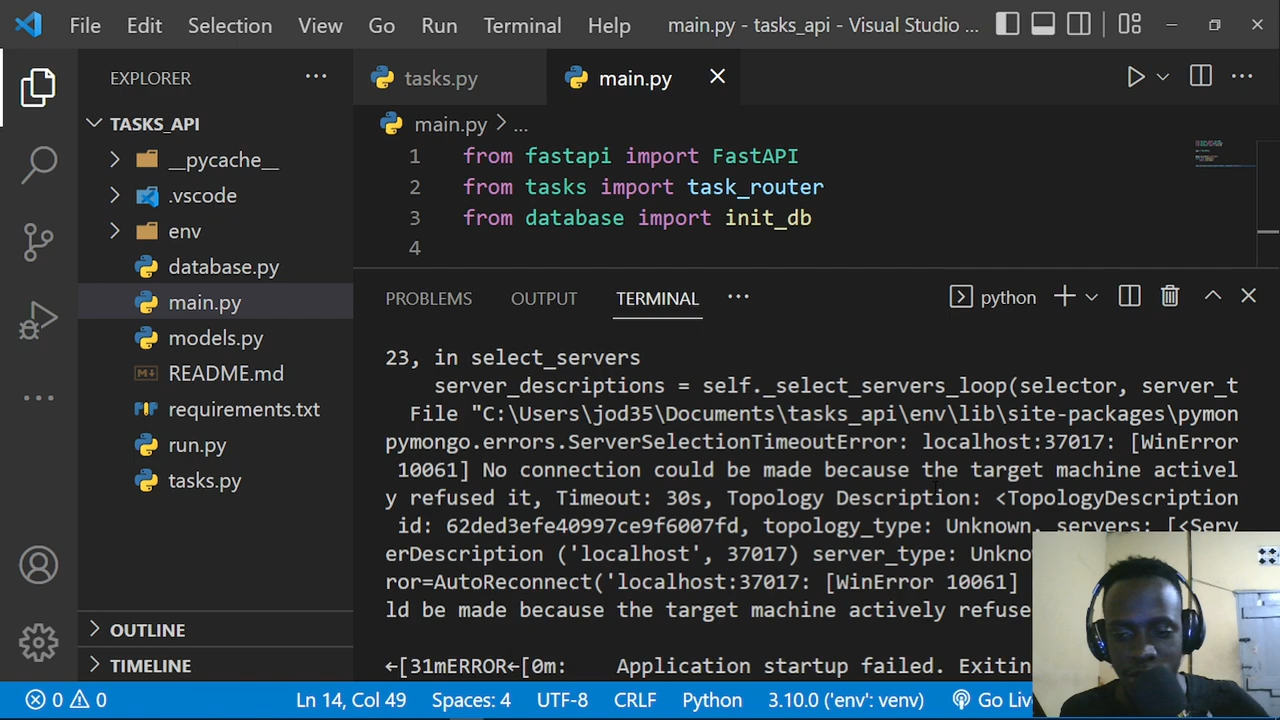 File Edit Selection View Go Run Terminal Help main.py - tasks_api - Visual Studio ...
EXPLORER
tasks.py
main.py
TASKS_API
__pycache__
.vscode
env
database.py
main.py
models.py
README.md
requirements.txt
run.py
tasks.py
OUTLINE
TIMELINE
main.py > ...
1 from fastapi import FastAPI
2 from tasks import task_router
3 from database import init_db
4
PROBLEMS OUTPUT TERMINAL ... python
23, in select_servers
server_descriptions = self._select_servers_loop(selector, server_t
File "C:\Users\jod35\Documents\tasks_api\env\lib\site-packages\pymon
pymongo.errors.ServerSelectionTimeoutError: localhost:37017: [WinError
10061] No connection could be made because the target machine activel
y refused it, Timeout: 30s, Topology Description: <TopologyDescription
id: 62ded3efe40997ce9f6007fd, topology_type: Unknown, servers: [<Serv
erDescription ('localhost', 37017) server_type: Unkno
ror=AutoReconnect('localhost:37017: [WinError 10061]
ld be made because the target machine actively refuse
←[31mERROR←[0m: Application startup failed. Exitin
0 0 Ln 14, Col 49 Spaces: 4 UTF-8 CRLF Python 3.10.0 ('env': venv) Go Liv